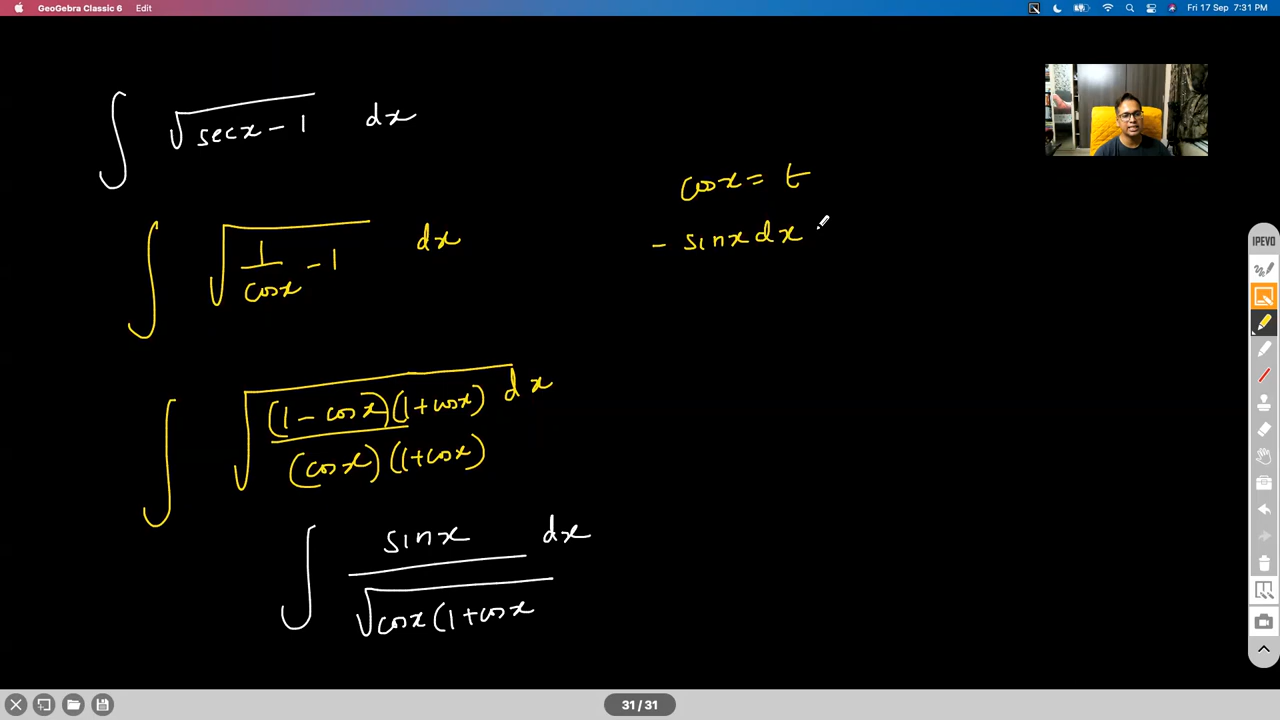 GeoGebra Classic 6 Edit Fri 17 Sep 7:31 PM
∫ √(secx - 1) dx
cosx = t
- sinx dx
∫ √(1/cosx - 1) dx
∫ √((1 - cosx)(1+cosx)/(cosx)(1+cosx)) dx
∫ sinx/√(cosx(1+cosx dx
IPEVO
31 / 31